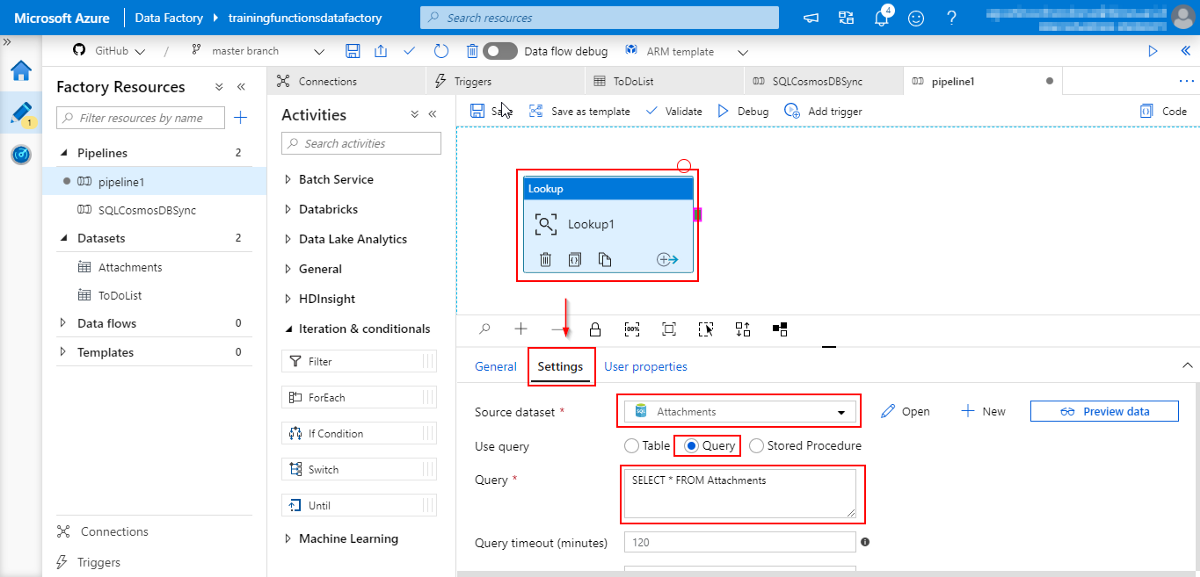 Microsoft Azure
Data Factory
trainingfunctionsdatafactory
Search resources
4
GitHub
/
master branch
Data flow debug
ARM template
Factory Resources
Filter resources by name
1
Pipelines 2
pipeline1
SQLCosmosDBSync
Datasets 2
Attachments
ToDoList
Data flows 0
Templates 0
Connections
Triggers
Connections
Triggers
ToDoList
SQLCosmosDBSync
pipeline1
Activities
Search activities
Batch Service
Databricks
Data Lake Analytics
General
HDInsight
Iteration & conditionals
Filter
ForEach
If Condition
Switch
Until
Machine Learning
Save
Save as template
Validate
Debug
Add trigger
Code
Lookup
Lookup1
100%
General
Settings
User properties
Source dataset *
SQL
Attachments
Open
New
Preview data
Use query
Table
Query
Stored Procedure
Query *
SELECT * FROM Attachments
Query timeout (minutes)
120